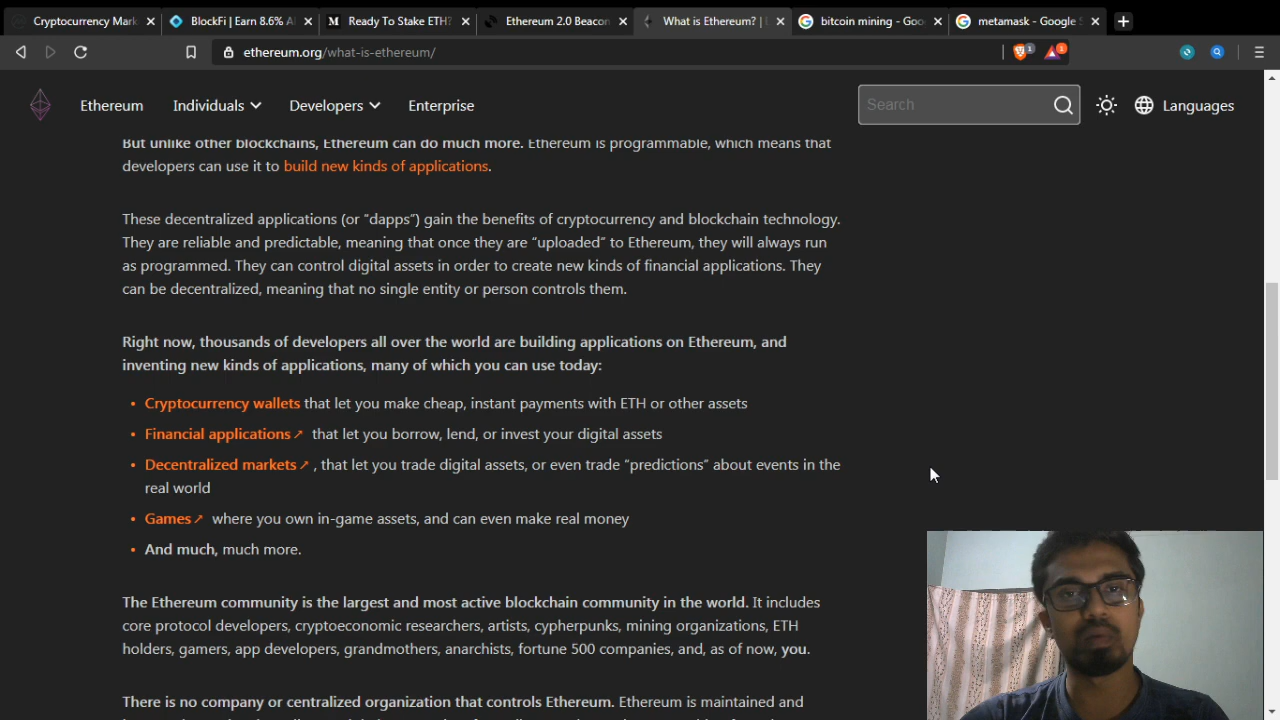 Cryptocurrency Mark
BlockFi | Earn 8.6% A
Ready To Stake ETH?
Ethereum 2.0 Beacon
What is Ethereum? |
bitcoin mining - Goo
metamask - Google S
ethereum.org/what-is-ethereum/
1
1
Ethereum
Individuals
Developers
Enterprise
Search
Languages
But unlike other blockchains, Ethereum can do much more. Ethereum is programmable, which means that
developers can use it to build new kinds of applications.
These decentralized applications (or “dapps”) gain the benefits of cryptocurrency and blockchain technology.
They are reliable and predictable, meaning that once they are “uploaded” to Ethereum, they will always run
as programmed. They can control digital assets in order to create new kinds of financial applications. They
can be decentralized, meaning that no single entity or person controls them.
Right now, thousands of developers all over the world are building applications on Ethereum, and
inventing new kinds of applications, many of which you can use today:
• Cryptocurrency wallets that let you make cheap, instant payments with ETH or other assets
• Financial applications ↗ that let you borrow, lend, or invest your digital assets
• Decentralized markets ↗ , that let you trade digital assets, or even trade “predictions” about events in the
real world
• Games ↗ where you own in-game assets, and can even make real money
• And much, much more.
The Ethereum community is the largest and most active blockchain community in the world. It includes
core protocol developers, cryptoeconomic researchers, artists, cypherpunks, mining organizations, ETH
holders, gamers, app developers, grandmothers, anarchists, fortune 500 companies, and, as of now, you.
There is no company or centralized organization that controls Ethereum. Ethereum is maintained and